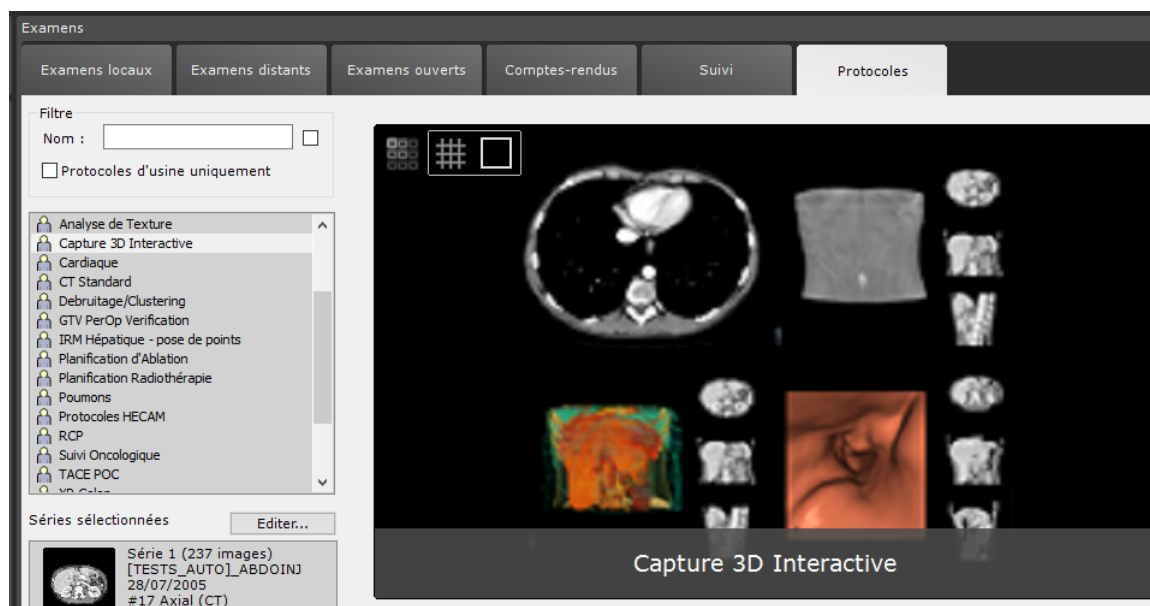 Examens
Examens locaux
Examens distants
Examens ouverts
Comptes-rendus
Suivi
Protocoles
Filtre
Nom :
Protocoles d'usine uniquement
Analyse de Texture
Capture 3D Interactive
Cardiaque
CT Standard
Debruitage/Clustering
GTV PerOp Verification
IRM Hépatique - pose de points
Planification d'Ablation
Planification Radiothérapie
Poumons
Protocoles HECAM
RCP
Suivi Oncologique
TACE POC
Séries sélectionnées
Editer...
Série 1 (237 images)
[TESTS_AUTO]_ABDOINJ
28/07/2005
#17 Axial (CT)
Capture 3D Interactive